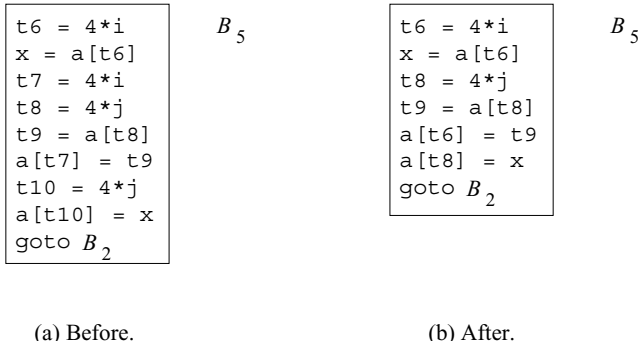 t6 = 4*i
x = a[t6]
t7 = 4*i
t8 = 4*j
t9 = a[t8]
a[t7] = t9
t10 = 4*j
a[t10] = x
goto B2
B5
(a) Before.
t6 = 4*i
x = a[t6]
t8 = 4*j
t9 = a[t8]
a[t6] = t9
a[t8] = x
goto B2
B5
(b) After.